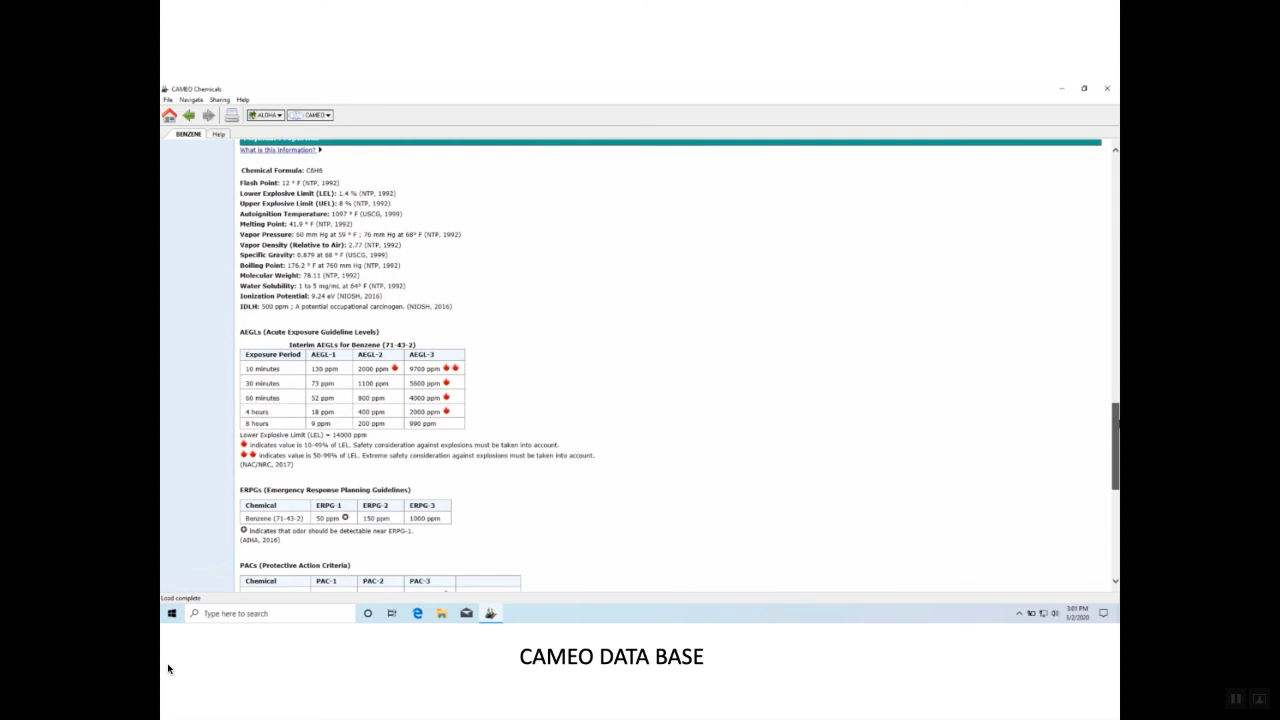 CAMEO Chemicals
File Navigate Sharing Help
ALOHA CAMEO
BENZENE Help
What is this information?
Chemical Formula: C6H6
Flash Point: 12 ° F (NTP, 1992)
Lower Explosive Limit (LEL): 1.4 % (NTP, 1992)
Upper Explosive Limit (UEL): 8 % (NTP, 1992)
Autoignition Temperature: 1097 ° F (USCG, 1999)
Melting Point: 41.9 ° F (NTP, 1992)
Vapor Pressure: 60 mm Hg at 59 ° F ; 76 mm Hg at 68° F (NTP, 1992)
Vapor Density (Relative to Air): 2.77 (NTP, 1992)
Specific Gravity: 0.879 at 68 ° F (USCG, 1999)
Boiling Point: 176.2 ° F at 760 mm Hg (NTP, 1992)
Molecular Weight: 78.11 (NTP, 1992)
Water Solubility: 1 to 5 mg/mL at 64° F (NTP, 1992)
Ionization Potential: 9.24 eV (NIOSH, 2016)
IDLH: 500 ppm ; A potential occupational carcinogen. (NIOSH, 2016)
AEGLs (Acute Exposure Guideline Levels)
Interim AEGLs for Benzene (71-43-2)
Exposure Period AEGL-1 AEGL-2 AEGL-3
10 minutes 130 ppm 2000 ppm 9700 ppm
30 minutes 73 ppm 1100 ppm 5600 ppm
60 minutes 52 ppm 800 ppm 4000 ppm
4 hours 18 ppm 400 ppm 2000 ppm
8 hours 9 ppm 200 ppm 990 ppm
Lower Explosive Limit (LEL) = 14000 ppm
indicates value is 10-49% of LEL. Safety consideration against explosions must be taken into account.
indicates value is 50-99% of LEL. Extreme safety consideration against explosions must be taken into account.
(NAC/NRC, 2017)
ERPGs (Emergency Response Planning Guidelines)
Chemical ERPG-1 ERPG-2 ERPG-3
Benzene (71-43-2) 50 ppm 150 ppm 1000 ppm
indicates that odor should be detectable near ERPG-1.
(AIHA, 2016)
PACs (Protective Action Criteria)
Chemical PAC-1 PAC-2 PAC-3
Load complete
Type here to search
3:01 PM
3/2/2020
CAMEO DATA BASE